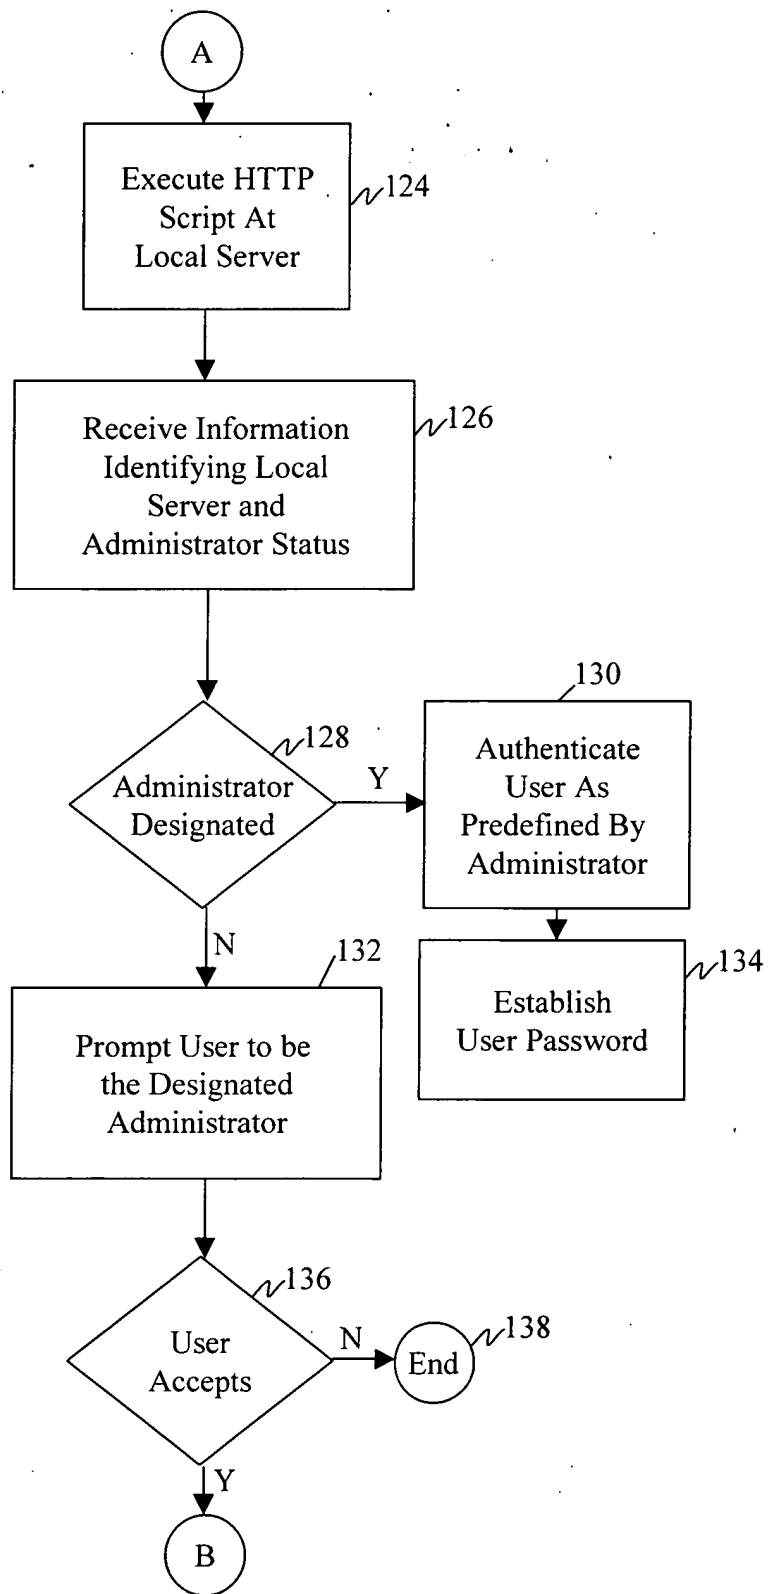 A
Execute HTTP
Script At
Local Server
124
Receive Information
Identifying Local
Server and
Administrator Status
126
128
Administrator
Designated
Y
130
Authenticate
User As
Predefined By
Administrator
N
132
134
Establish
User Password
Prompt User to be
the Designated
Administrator
136
User
Accepts
N
138
End
Y
B